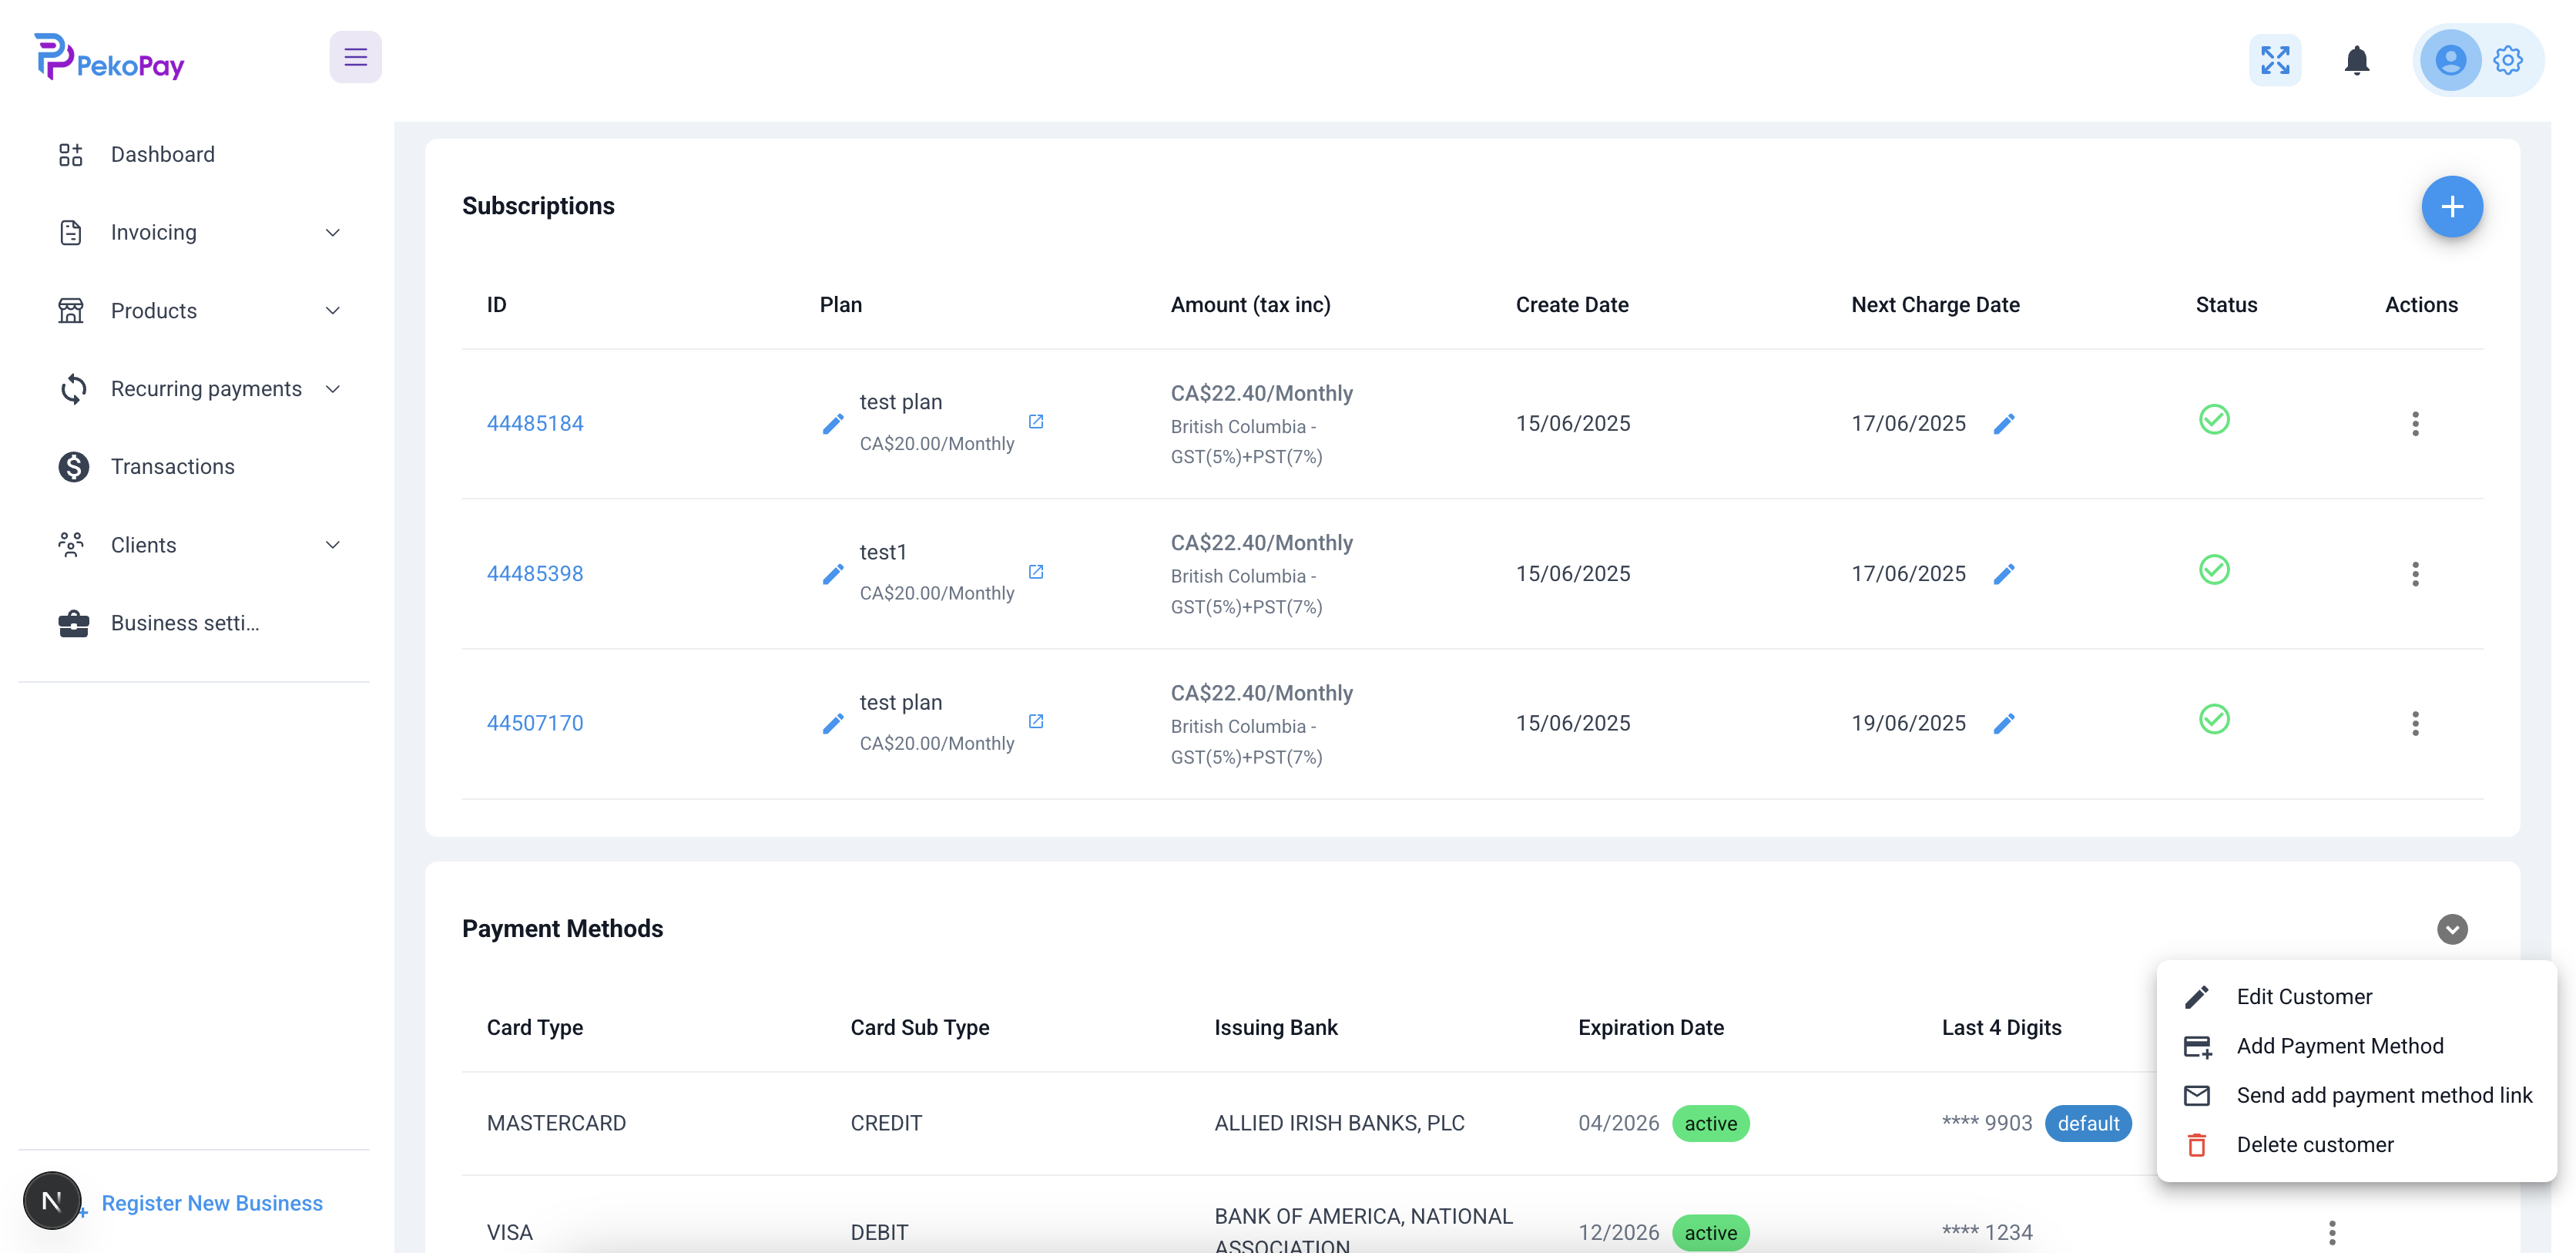 PekoPay
Dashboard
Invoicing
Products
Recurring payments
Transactions
Clients
Business setti...
N
Register New Business
Subscriptions
ID Plan Amount (tax inc) Create Date Next Charge Date Status Actions
44485184 test plan CA$22.40/Monthly 15/06/2025 17/06/2025
CA$20.00/Monthly British Columbia -
GST(5%)+PST(7%)
44485398 test1 CA$22.40/Monthly 15/06/2025 17/06/2025
CA$20.00/Monthly British Columbia -
GST(5%)+PST(7%)
44507170 test plan CA$22.40/Monthly 15/06/2025 19/06/2025
CA$20.00/Monthly British Columbia -
GST(5%)+PST(7%)
Payment Methods
Card Type Card Sub Type Issuing Bank Expiration Date Last 4 Digits
MASTERCARD CREDIT ALLIED IRISH BANKS, PLC 04/2026 active **** 9903 default
VISA DEBIT BANK OF AMERICA, NATIONAL 12/2026 active **** 1234
ASSOCIATION
Edit Customer
Add Payment Method
Send add payment method link
Delete customer